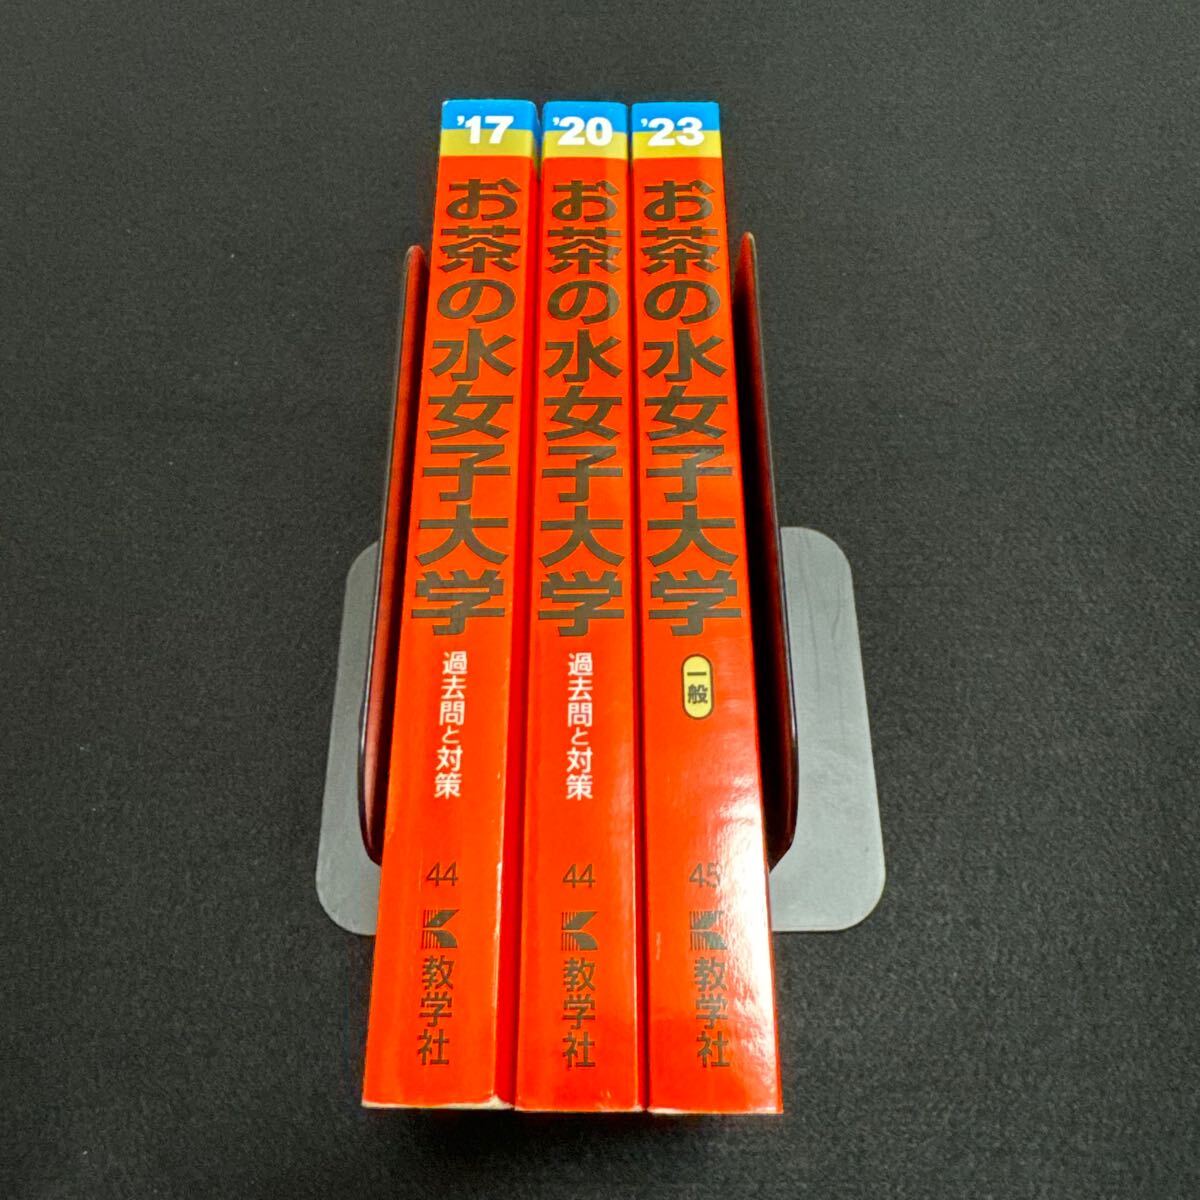 '17
お茶の水女子大学
過去問と対策
44
教学社
'20
お茶の水女子大学
過去問と対策
44
教学社
'23
お茶の水女子大学
一般
45
教学社